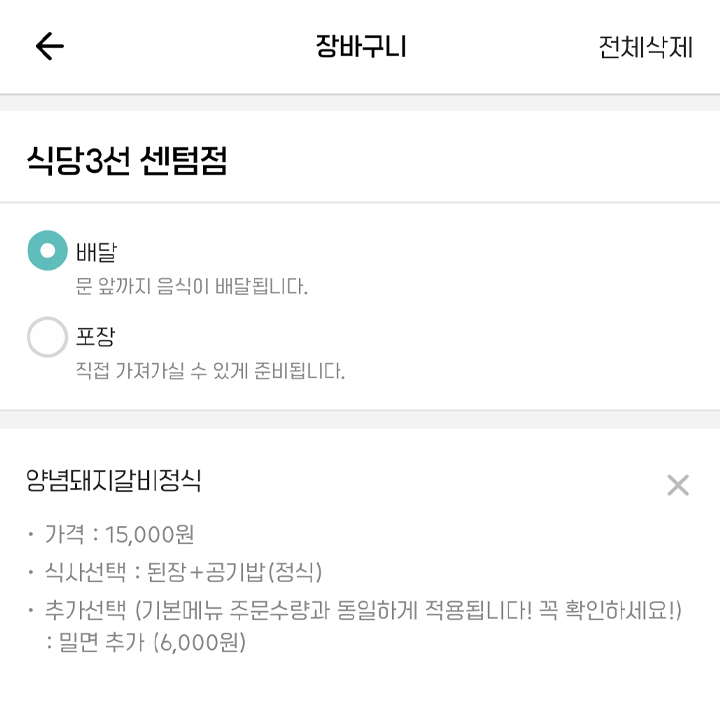 장바구니
전체삭제
식당3선 센텀점
배달
문 앞까지 음식이 배달됩니다.
포장
직접 가져가실 수 있게 준비됩니다.
양념돼지갈비정식
· 가격 : 15,000원
· 식사선택 : 된장+공기밥(정식)
· 추가선택 (기본메뉴 주문수량과 동일하게 적용됩니다! 꼭 확인하세요!)
: 밀면 추가 (6,000원)